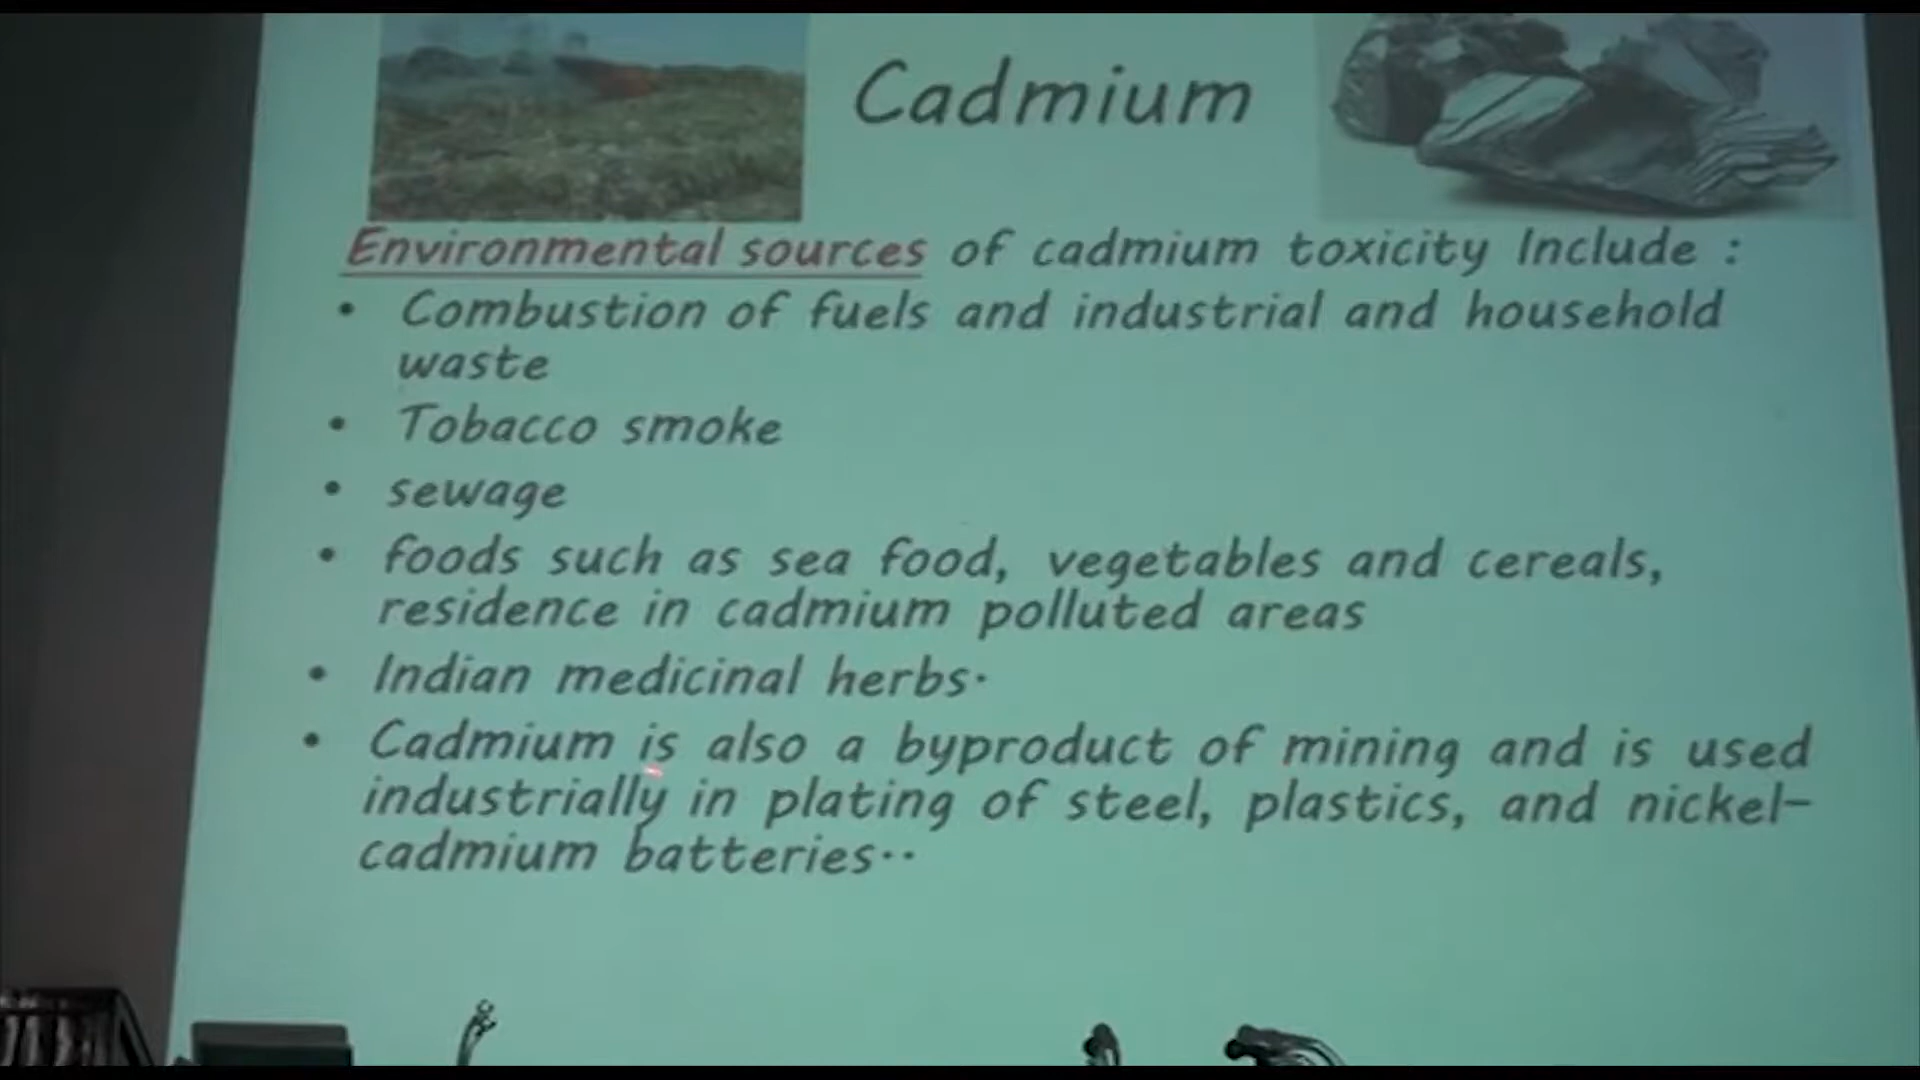 Cadmium
Environmental sources of cadmium toxicity Include :
• Combustion of fuels and industrial and household
waste
• Tobacco smoke
• sewage
• foods such as sea food, vegetables and cereals,
residence in cadmium polluted areas
• Indian medicinal herbs·
• Cadmium is also a byproduct of mining and is used
industrially in plating of steel, plastics, and nickel-
cadmium batteries··